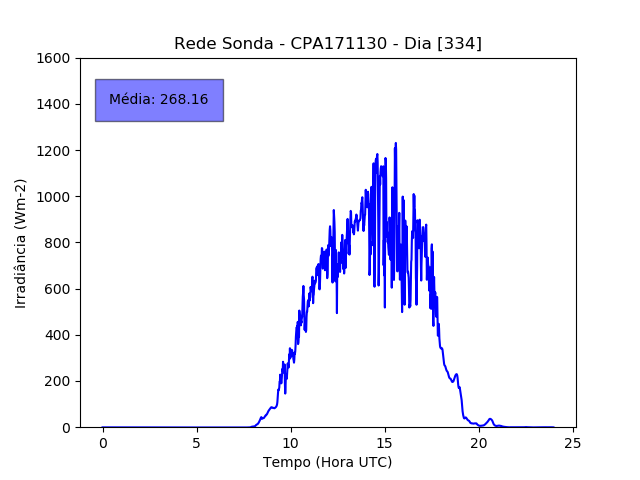 Rede Sonda - CPA171130 - Dia [334]
1600
1400
1200
1000
800
600
400
200
0
Média: 268.16
Irradiância (Wm-2)
0 5 10 15 20 25
Tempo (Hora UTC)